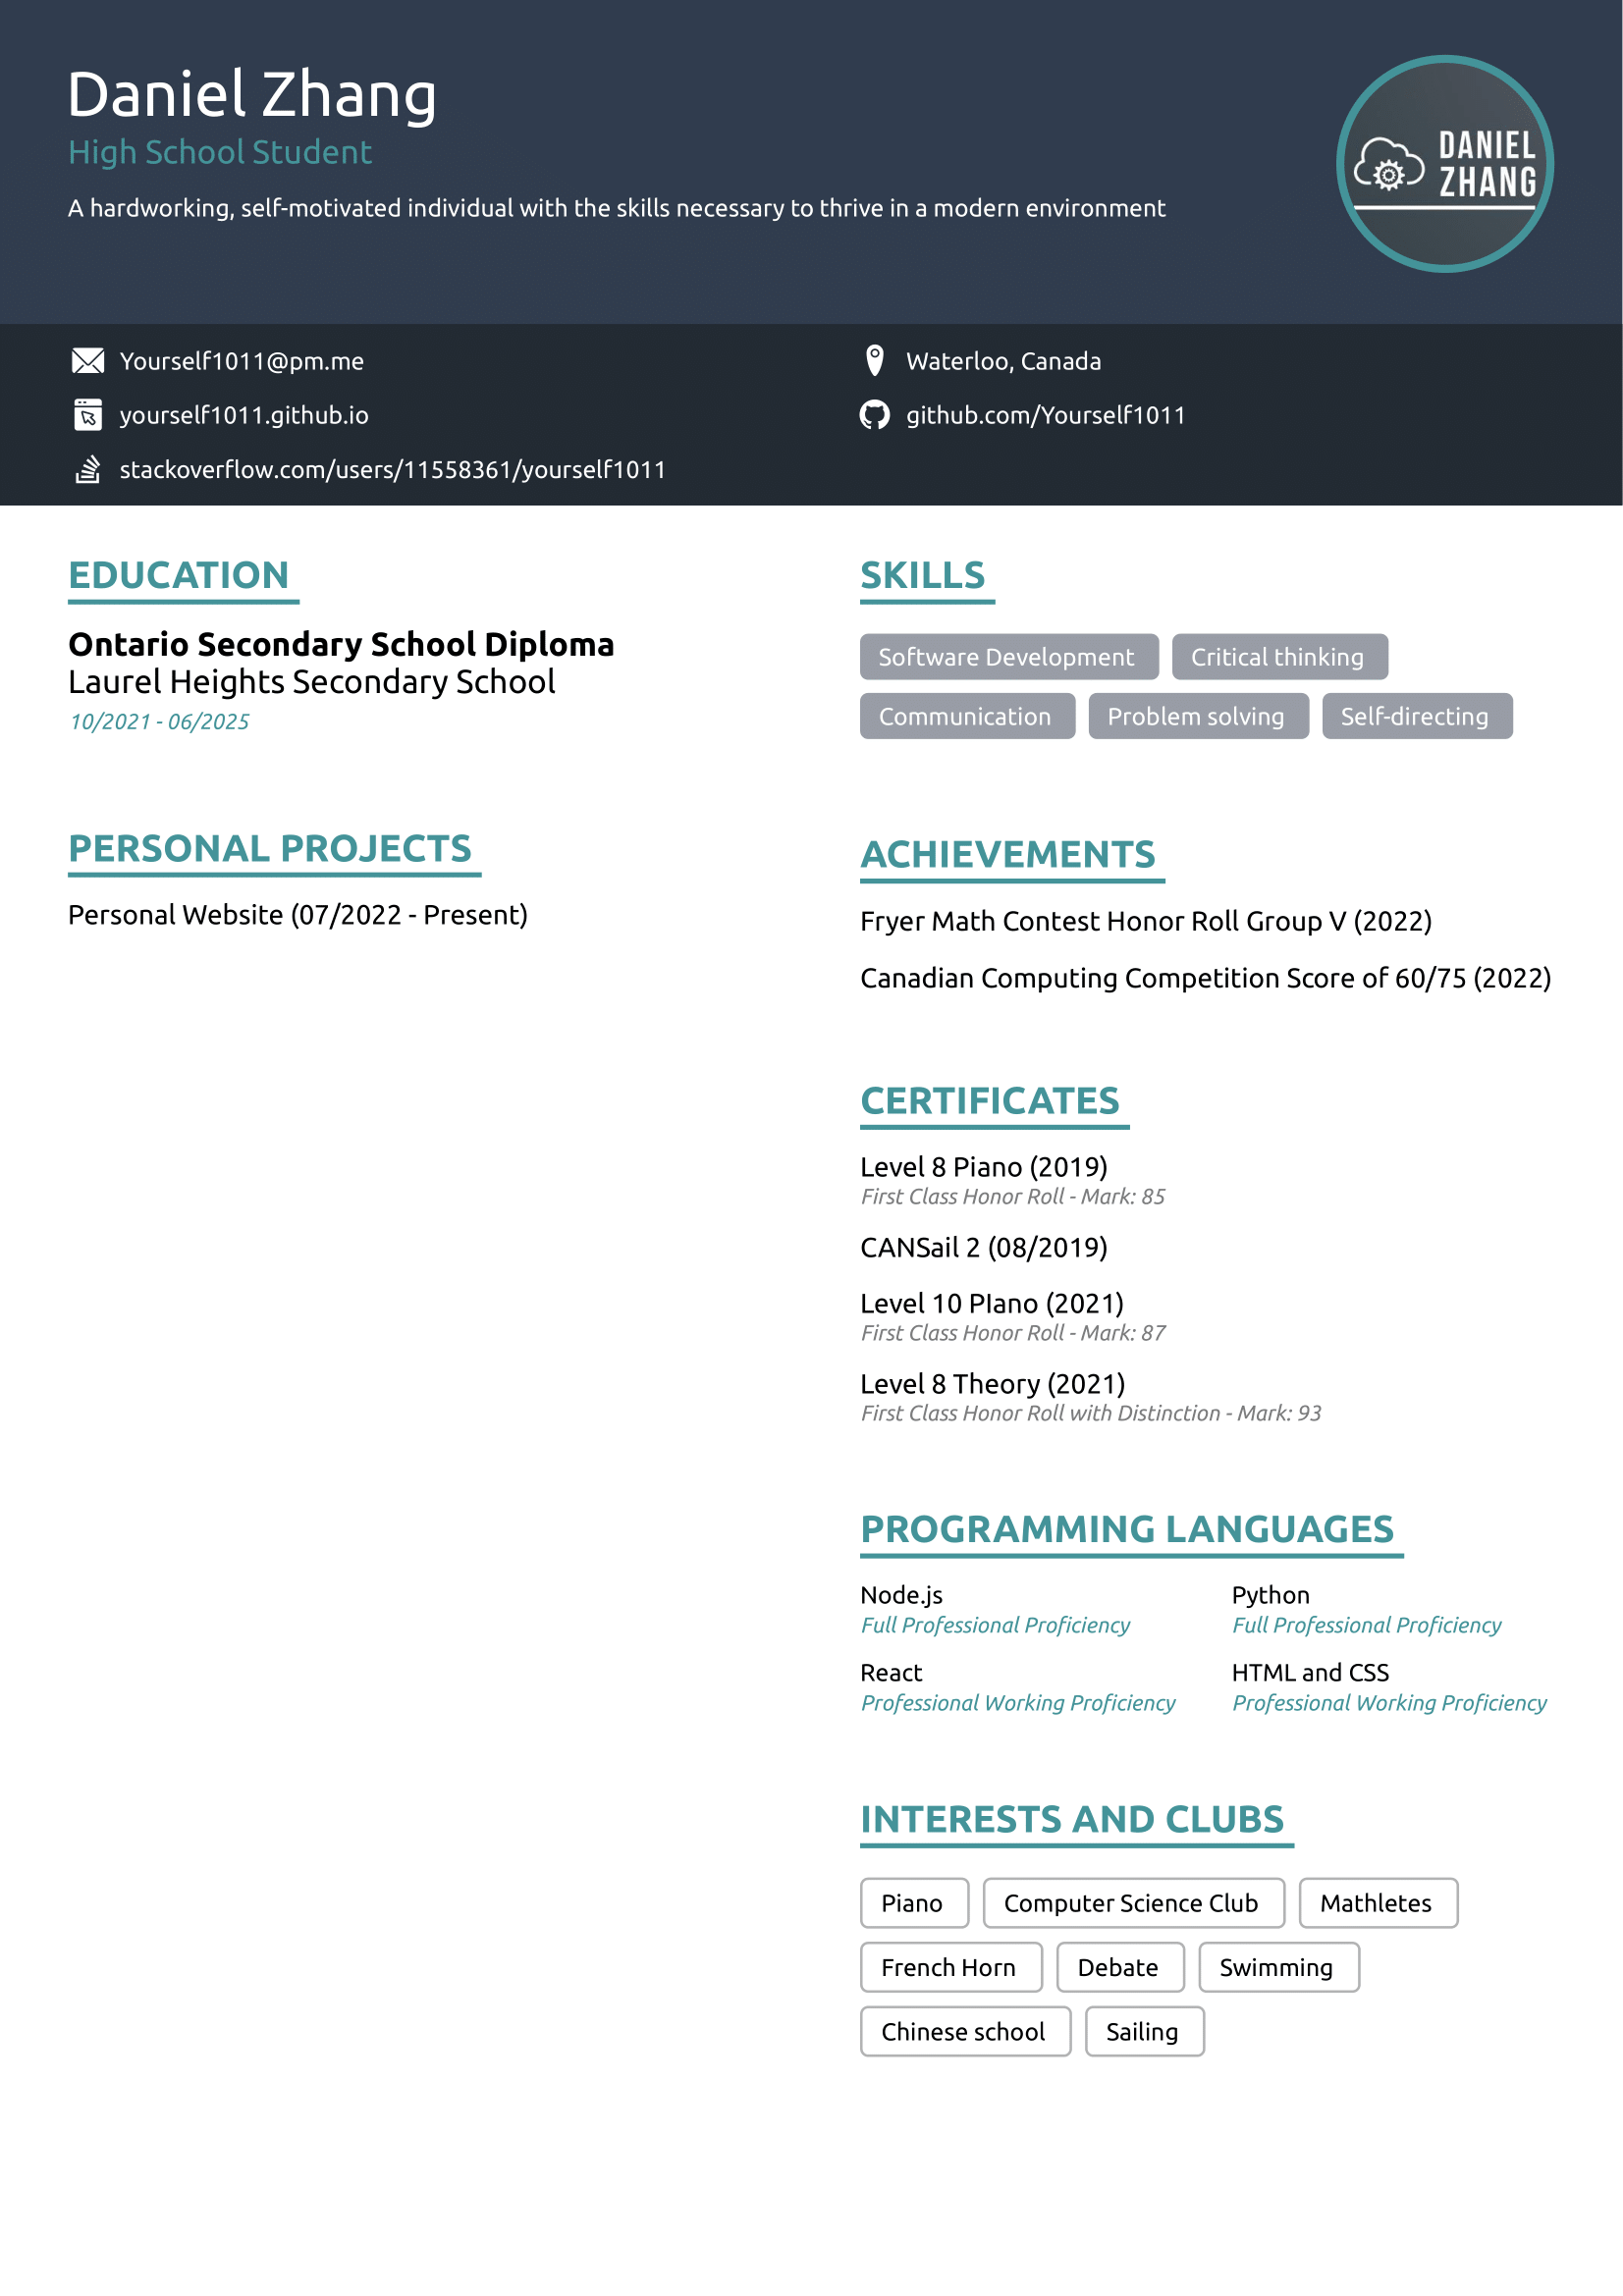 Daniel Zhang
High School Student
A hardworking, self-motivated individual with the skills necessary to thrive in a modern environment
DANIEL
ZHANG
Yourself1011@pm.me
Waterloo, Canada
yourself1011.github.io
github.com/Yourself1011
stackoverflow.com/users/11558361/yourself1011
EDUCATION
Ontario Secondary School Diploma
Laurel Heights Secondary School
10/2021 - 06/2025
PERSONAL PROJECTS
Personal Website (07/2022 - Present)
SKILLS
Software Development Critical thinking
Communication Problem solving Self-directing
ACHIEVEMENTS
Fryer Math Contest Honor Roll Group V (2022)
Canadian Computing Competition Score of 60/75 (2022)
CERTIFICATES
Level 8 Piano (2019)
First Class Honor Roll - Mark: 85
CANSail 2 (08/2019)
Level 10 PIano (2021)
First Class Honor Roll - Mark: 87
Level 8 Theory (2021)
First Class Honor Roll with Distinction - Mark: 93
PROGRAMMING LANGUAGES
Node.js
Full Professional Proficiency
Python
Full Professional Proficiency
React
Professional Working Proficiency
HTML and CSS
Professional Working Proficiency
INTERESTS AND CLUBS
Piano Computer Science Club Mathletes
French Horn Debate Swimming
Chinese school Sailing